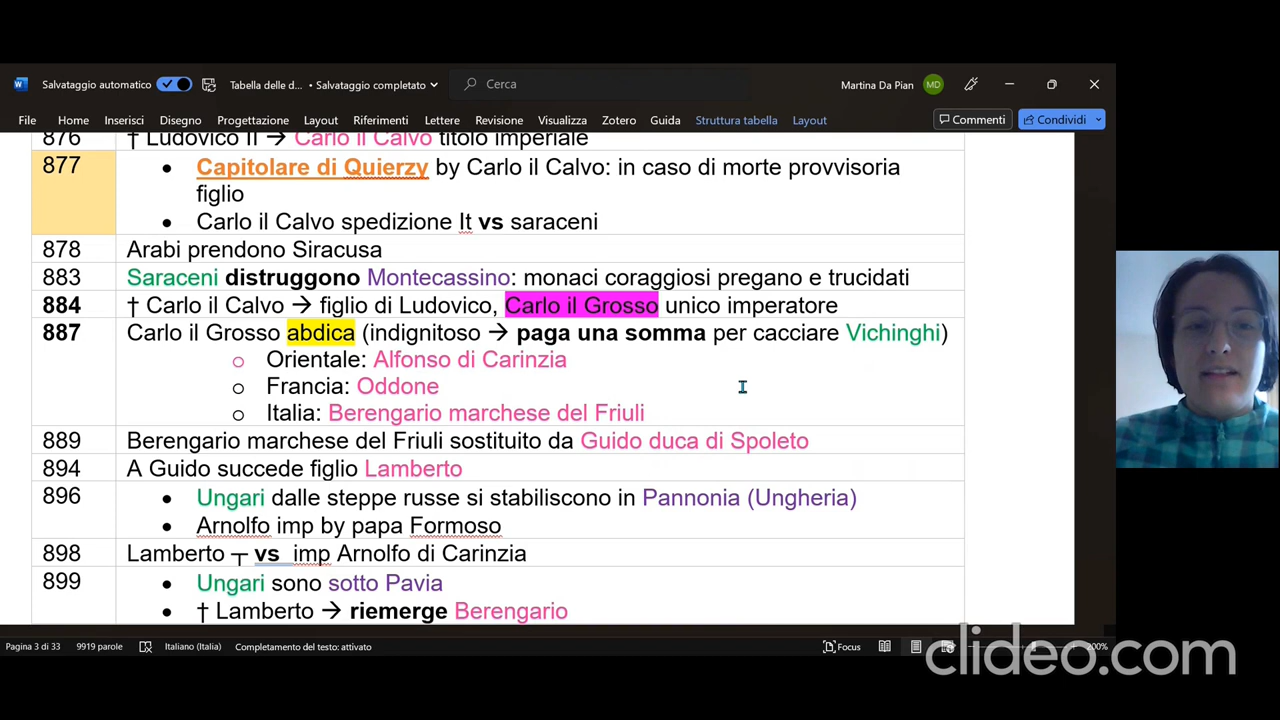 Salvataggio automatico
Tabella delle d... • Salvataggio completato
Cerca
Martina Da Pian
MD
File Home Inserisci Disegno Progettazione Layout Riferimenti Lettere Revisione Visualizza Zotero Guida Struttura tabella Layout
Commenti
Condividi
876 † Ludovico II → Carlo il Calvo titolo imperiale
877 • Capitolare di Quierzy by Carlo il Calvo: in caso di morte provvisoria
figlio
• Carlo il Calvo spedizione It vs saraceni
878 Arabi prendono Siracusa
883 Saraceni distruggono Montecassino: monaci coraggiosi pregano e trucidati
884 † Carlo il Calvo → figlio di Ludovico, Carlo il Grosso unico imperatore
887 Carlo il Grosso abdica (indignitoso → paga una somma per cacciare Vichinghi)
o Orientale: Alfonso di Carinzia
o Francia: Oddone
o Italia: Berengario marchese del Friuli
889 Berengario marchese del Friuli sostituito da Guido duca di Spoleto
894 A Guido succede figlio Lamberto
896 • Ungari dalle steppe russe si stabiliscono in Pannonia (Ungheria)
• Arnolfo imp by papa Formoso
898 Lamberto ┬ vs imp Arnolfo di Carinzia
899 • Ungari sono sotto Pavia
• † Lamberto → riemerge Berengario
Pagina 3 di 33 9919 parole Italiano (Italia) Completamento del testo: attivato
Focus
200%
clideo.com